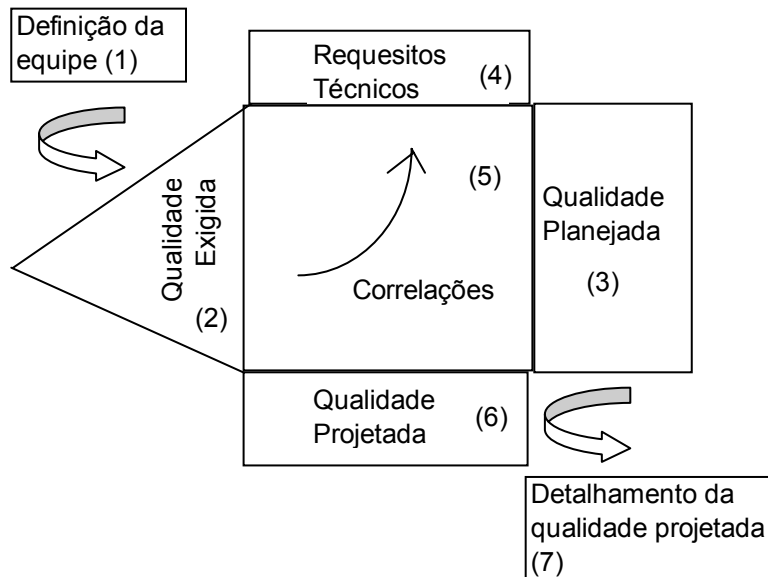 Definição da
equipe (1)
Requesitos
Técnicos
(4)
Qualidade
Exigida
(2)
(5)
Correlações
Qualidade
Planejada
(3)
Qualidade
Projetada
(6)
Detalhamento da
qualidade projetada
(7)